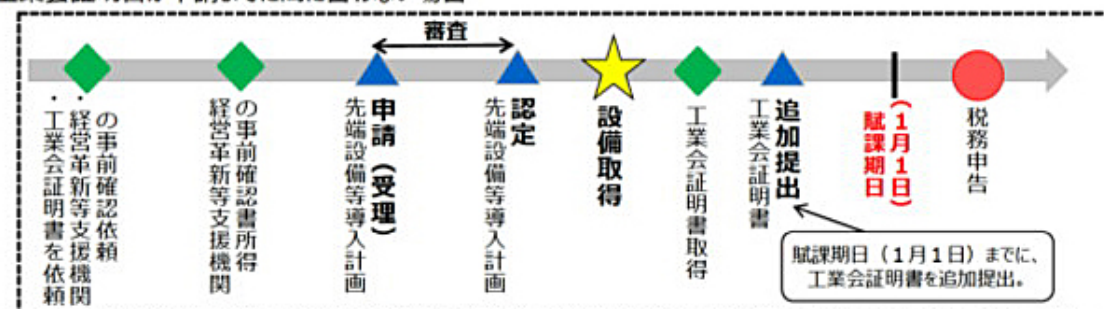 審査
・経営革新等支援機関
の事前確認依頼
・工業会証明書を依頼
経営革新等支援機関
の事前確認書所得
申請（受理）
先端設備等導入計画
認定
先端設備等導入計画
設備取得
工業会証明書取得
追加提出
工業会証明書
（1月1日）
賦課期日
税務申告
賦課期日（1月1日）までに、
工業会証明書を追加提出。